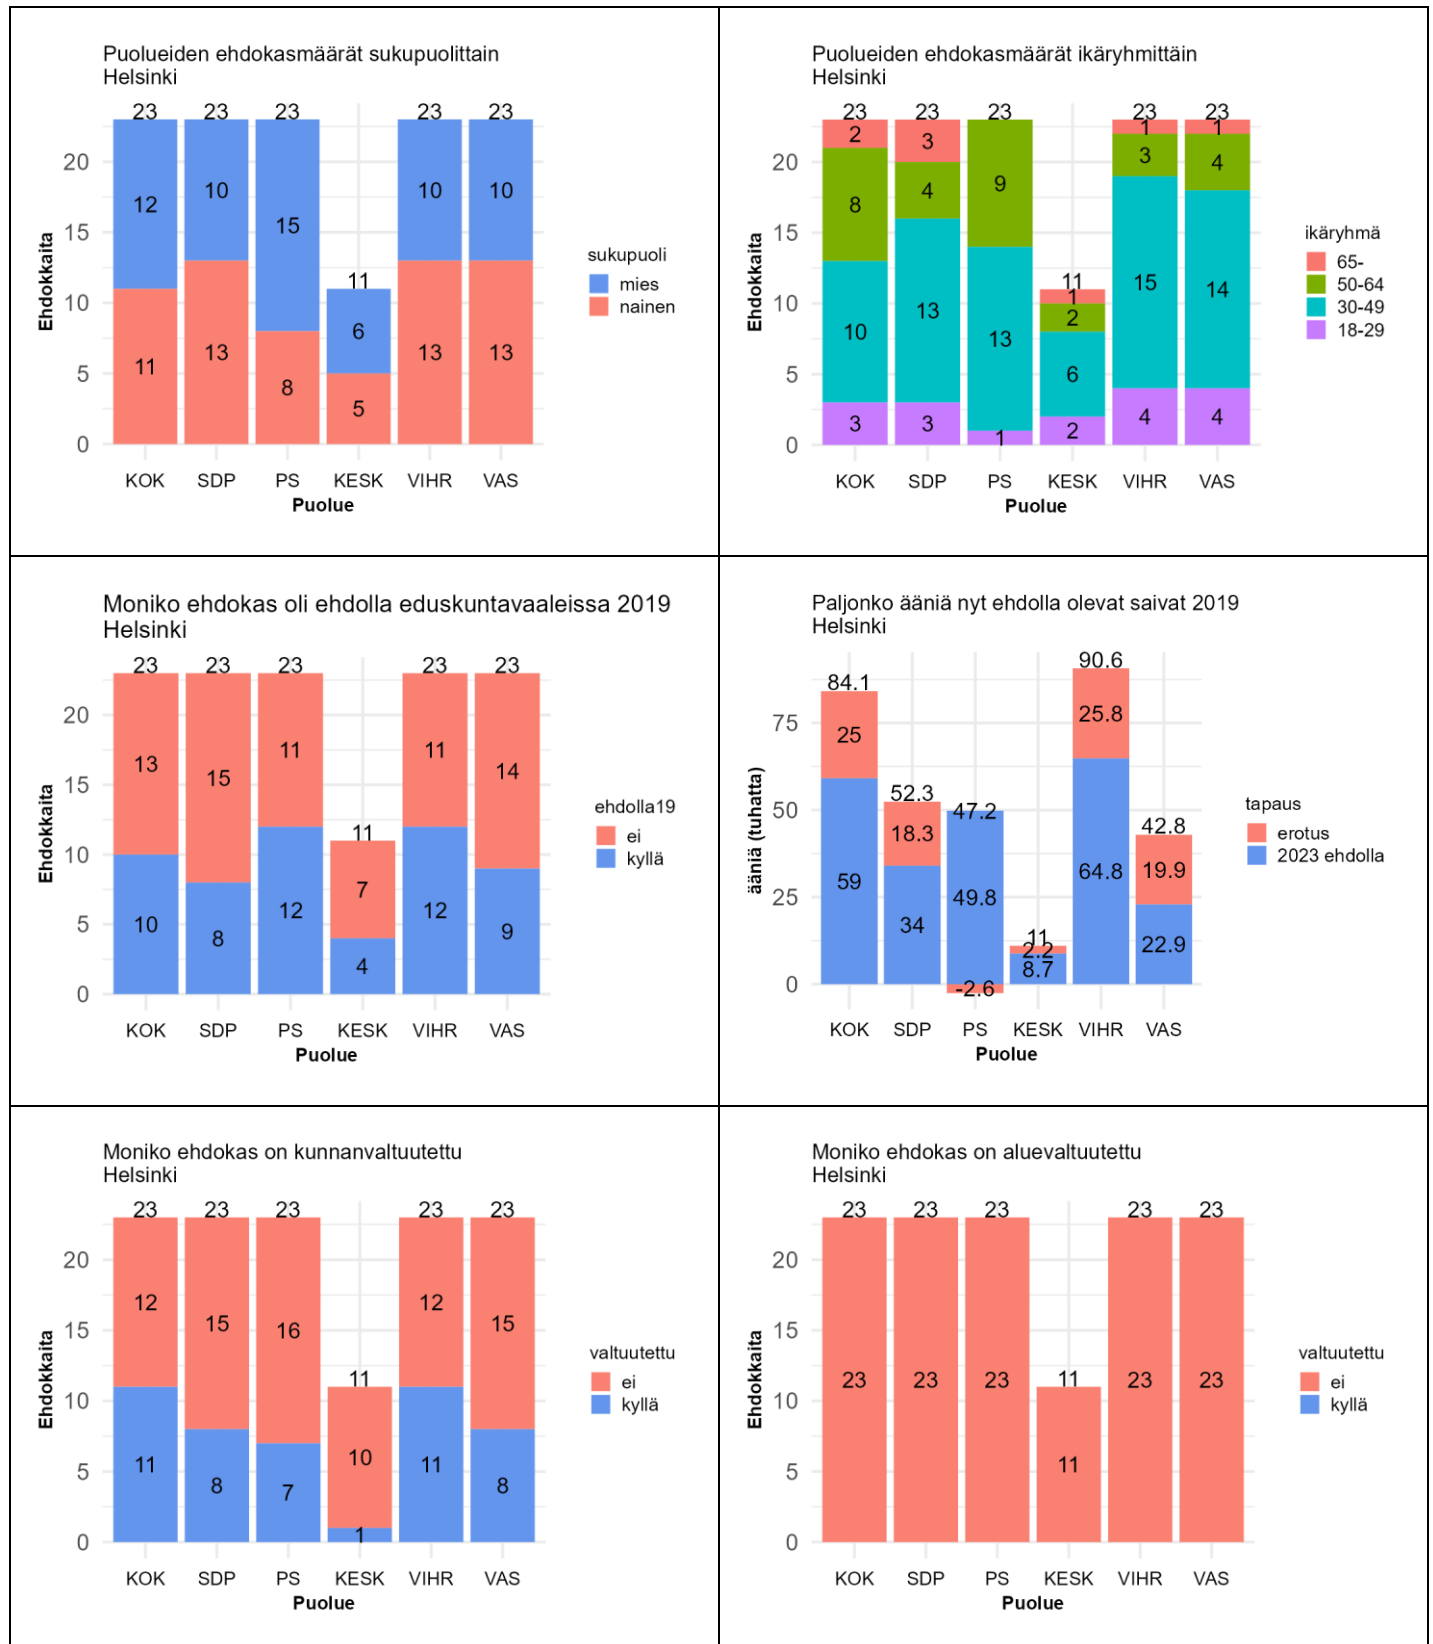 Puolueiden ehdokasmäärät sukupuolittain
Helsinki
23 23 23 23 23
20
15
10
5
0
12 10 15 11 6 10 10
11 13 8 5 13 13
Ehdokkaita
KOK SDP PS KESK VIHR VAS
Puolue
sukupuoli
mies
nainen
Puolueiden ehdokasmäärät ikäryhmittäin
Helsinki
23 23 23 23 23
20
15
10
5
0
2 3 11 1 1 1
8 4 9 2 3 4
10 13 13 6 15 14
3 3 1 2 4 4
Ehdokkaita
KOK SDP PS KESK VIHR VAS
Puolue
ikäryhmä
65-
50-64
30-49
18-29
Moniko ehdokas oli ehdolla eduskuntavaaleissa 2019
Helsinki
23 23 23 23 23
20
15
10
5
0
13 15 11 11 7 11 14
10 8 12 4 12 9
Ehdokkaita
KOK SDP PS KESK VIHR VAS
Puolue
ehdolla19
ei
kyllä
Paljonko ääniä nyt ehdolla olevat saivat 2019
Helsinki
84.1 52.3 47.2 11 90.6 42.8
75
50
25
0
25 18.3 -2.6 2.2 25.8 19.9
59 34 49.8 8.7 64.8 22.9
ääniä (tuhatta)
KOK SDP PS KESK VIHR VAS
Puolue
tapaus
erotus
2023 ehdolla
Moniko ehdokas on kunnanvaltuutettu
Helsinki
23 23 23 23 23
20
15
10
5
0
12 15 16 11 10 12 15
11 8 7 1 11 8
Ehdokkaita
KOK SDP PS KESK VIHR VAS
Puolue
valtuutettu
ei
kyllä
Moniko ehdokas on aluevaltuutettu
Helsinki
23 23 23 23 23
20
15
10
5
0
23 23 23 11 11 23 23
Ehdokkaita
KOK SDP PS KESK VIHR VAS
Puolue
valtuutettu
ei
kyllä